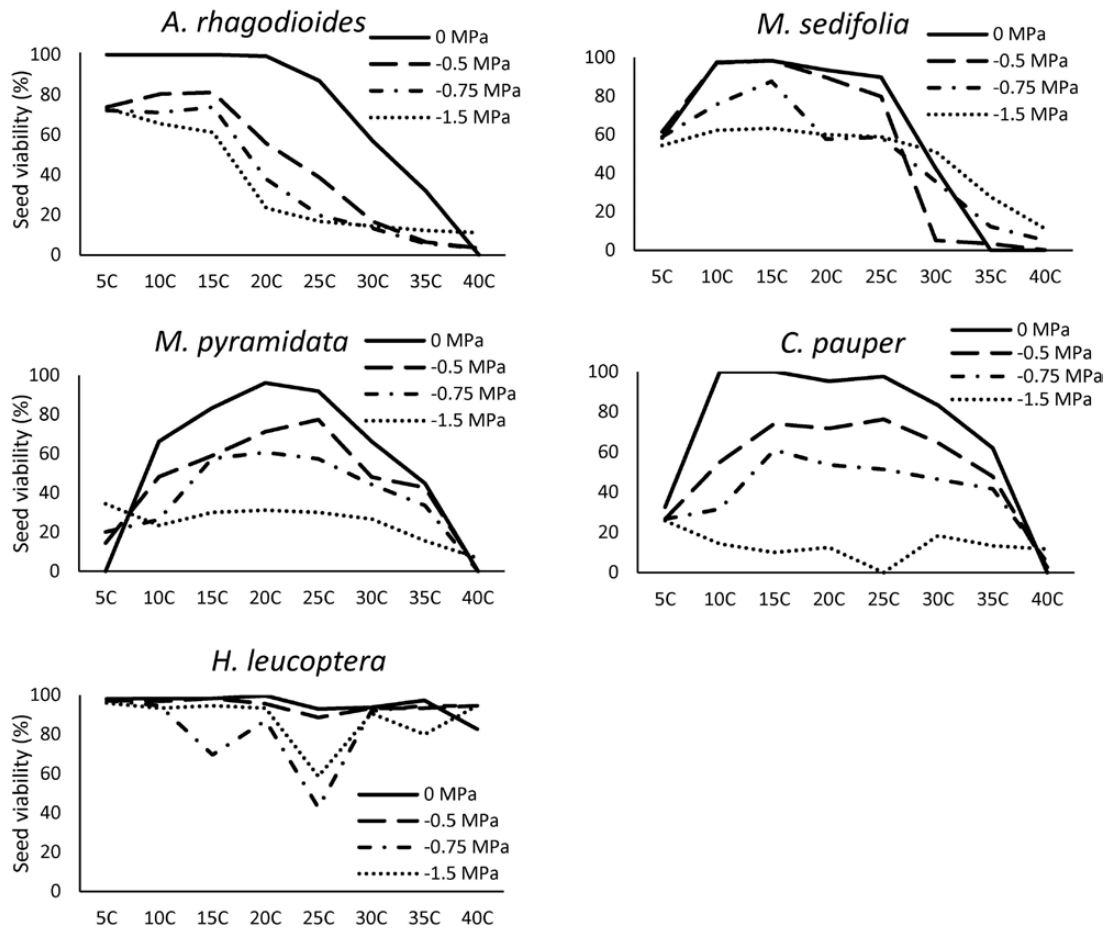 A. rhagodioides
0 MPa
-0.5 MPa
-0.75 MPa
-1.5 MPa
Seed viability (%)
100
80
60
40
20
0
5C 10C 15C 20C 25C 30C 35C 40C
M. sedifolia
0 MPa
-0.5 MPa
-0.75 MPa
-1.5 MPa
100
80
60
40
20
0
5C 10C 15C 20C 25C 30C 35C 40C
M. pyramidata
0 MPa
-0.5 MPa
-0.75 MPa
-1.5 MPa
Seed viability (%)
100
80
60
40
20
0
5C 10C 15C 20C 25C 30C 35C 40C
C. pauper
0 MPa
-0.5 MPa
-0.75 MPa
-1.5 MPa
100
80
60
40
20
0
5C 10C 15C 20C 25C 30C 35C 40C
H. leucoptera
Seed viability (%)
100
80
60
40
20
0
0 MPa
-0.5 MPa
-0.75 MPa
-1.5 MPa
5C 10C 15C 20C 25C 30C 35C 40C